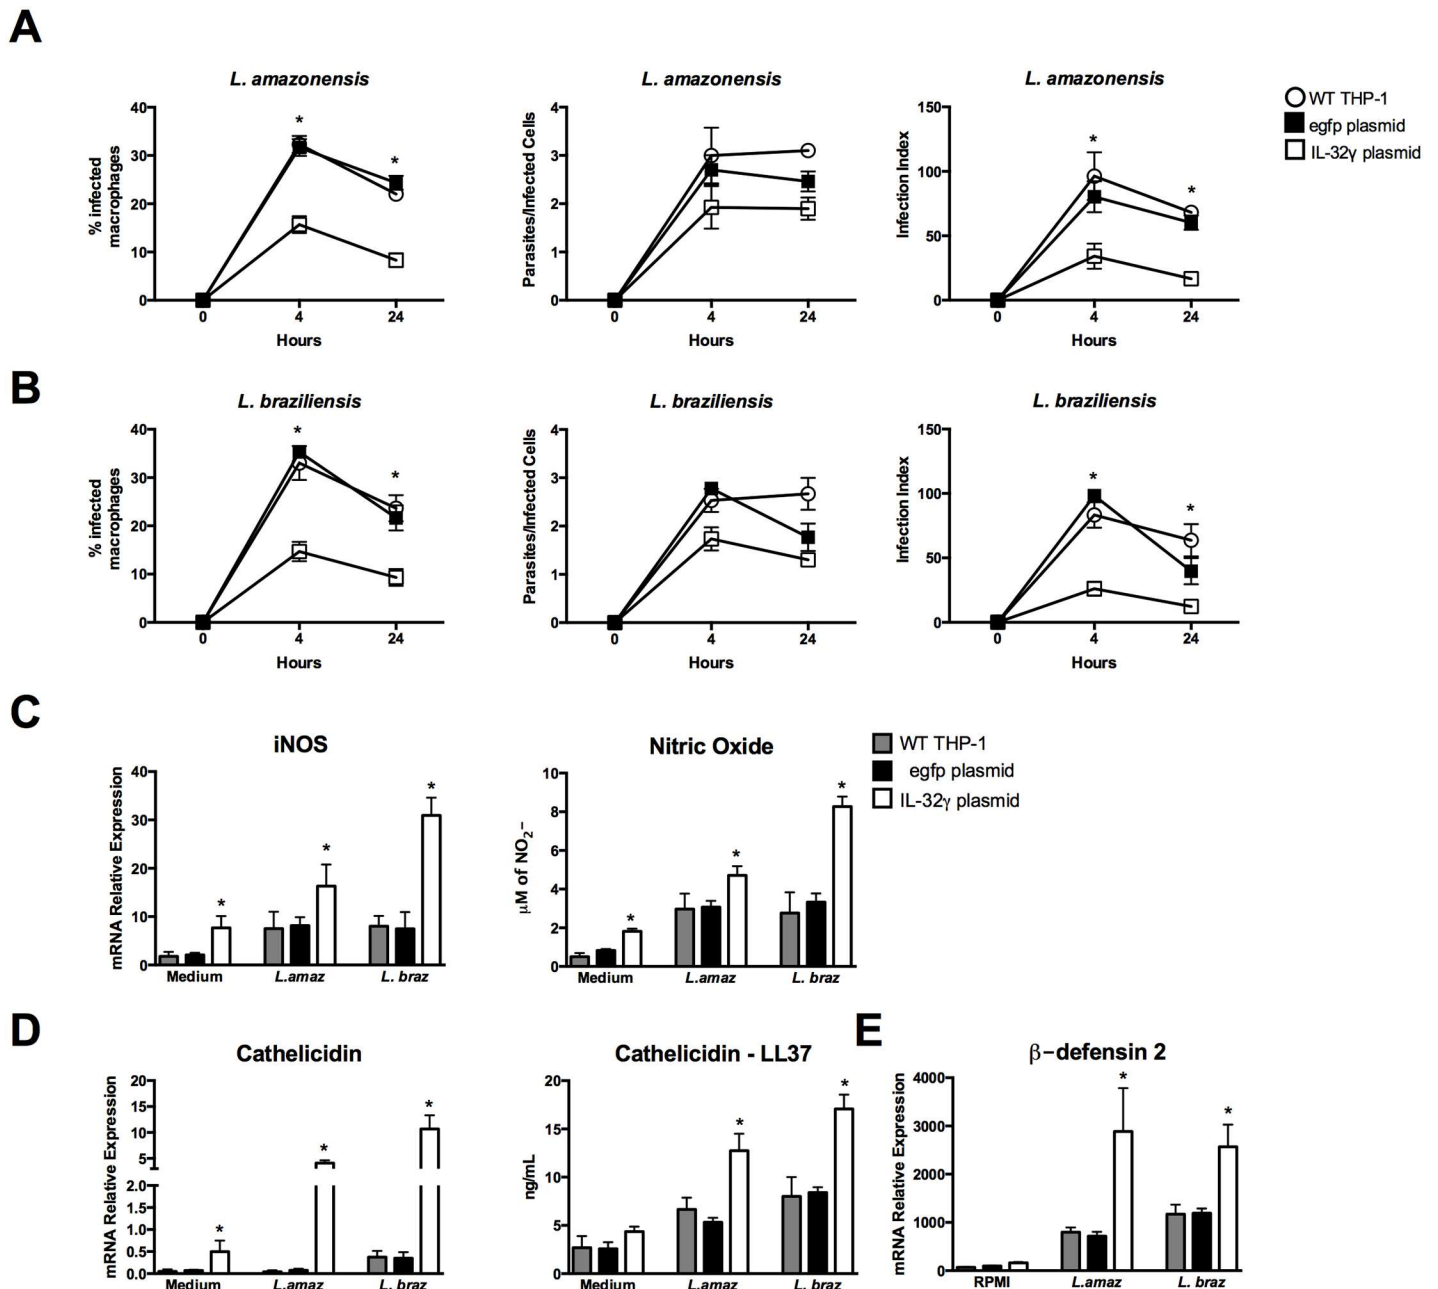 A
L. amazonensis
L. amazonensis
L. amazonensis
WT THP-1
egfp plasmid
IL-32γ plasmid
% infected
macrophages
40
30
20
10
0
*
*
0
4
24
Hours
Parasites/Infected Cells
4
3
2
1
0
0
4
24
Hours
Infection Index
150
100
50
0
*
*
0
4
24
Hours
B
L. braziliensis
L. braziliensis
L. braziliensis
% infected
macrophages
40
30
20
10
0
*
*
0
4
24
Hours
Parasites/Infected Cells
4
3
2
1
0
0
4
24
Hours
Infection Index
150
100
50
0
*
*
0
4
24
Hours
C
iNOS
Nitric Oxide
WT THP-1
egfp plasmid
IL-32γ plasmid
mRNA Relative Expression
40
30
20
10
0
*
*
*
Medium
L.amaz
L. braz
μM of NO₂⁻
10
8
6
4
2
0
*
*
*
Medium
L.amaz
L. braz
D
Cathelicidin
Cathelicidin - LL37
mRNA Relative Expression
20
15
10
5
2.0
1.5
1.0
0.5
0.0
*
*
*
Medium
L.amaz
L. braz
ng/mL
20
15
10
5
0
*
*
Medium
L.amaz
L. braz
E
β-defensin 2
mRNA Relative Expression
4000
3000
2000
1000
0
*
*
RPMI
L.amaz
L. braz